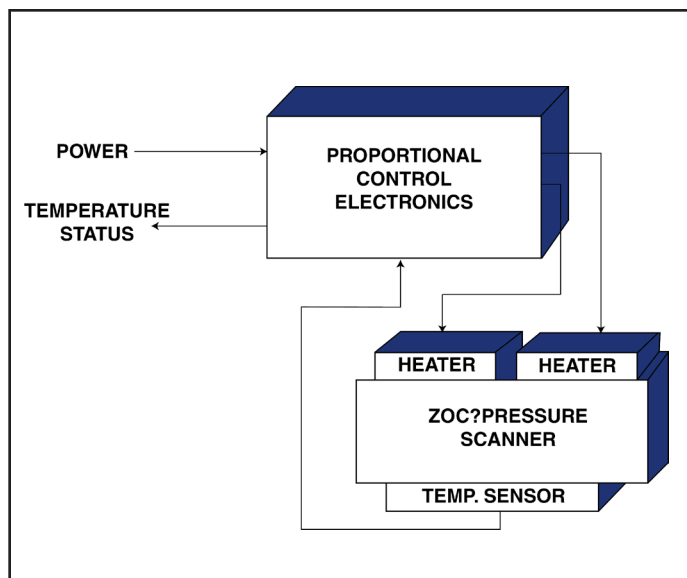 POWER
PROPORTIONAL
CONTROL
ELECTRONICS
TEMPERATURE
STATUS
HEATER
HEATER
ZOC?PRESSURE
SCANNER
TEMP. SENSOR